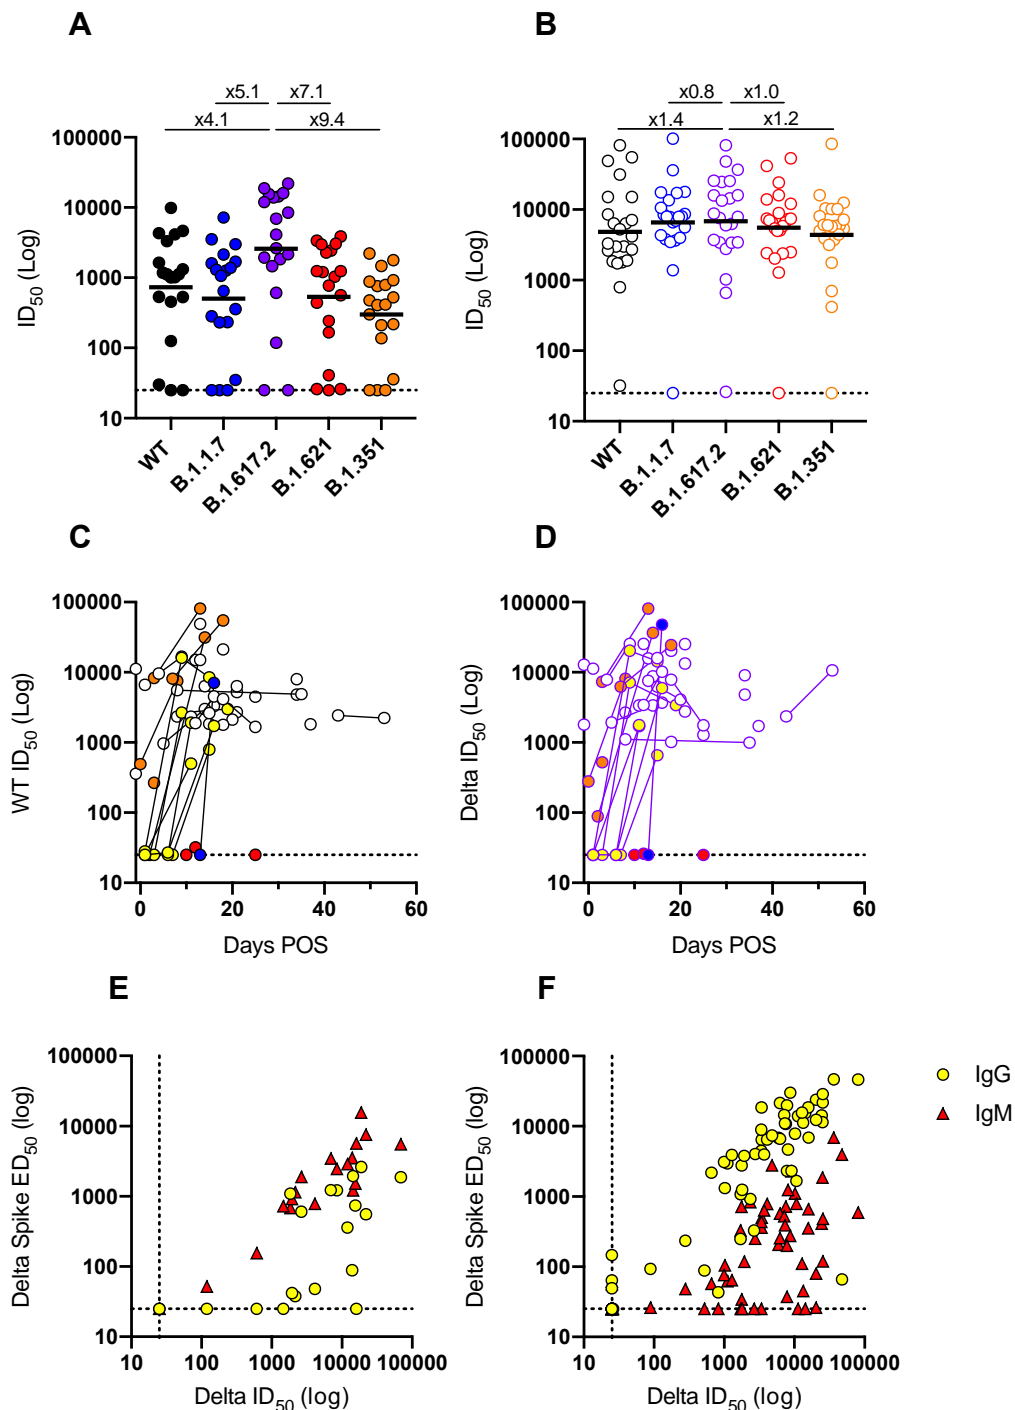 A
B
x5.1
x7.1
x4.1
x9.4
x0.8
x1.0
x1.4
x1.2
ID50 (Log)
100000
10000
1000
100
10
WT
B.1.1.7
B.1.617.2
B.1.621
B.1.351
ID50 (Log)
100000
10000
1000
100
10
WT
B.1.1.7
B.1.617.2
B.1.621
B.1.351
C
D
WT ID50 (Log)
100000
10000
1000
100
10
0
20
40
60
Days POS
Delta ID50 (Log)
100000
10000
1000
100
10
0
20
40
60
Days POS
E
F
Delta Spike ED50 (log)
100000
10000
1000
100
10
10
100
1000
10000
100000
Delta ID50 (log)
Delta Spike ED50 (log)
100000
10000
1000
100
10
10
100
1000
10000
100000
Delta ID50 (log)
IgG
IgM